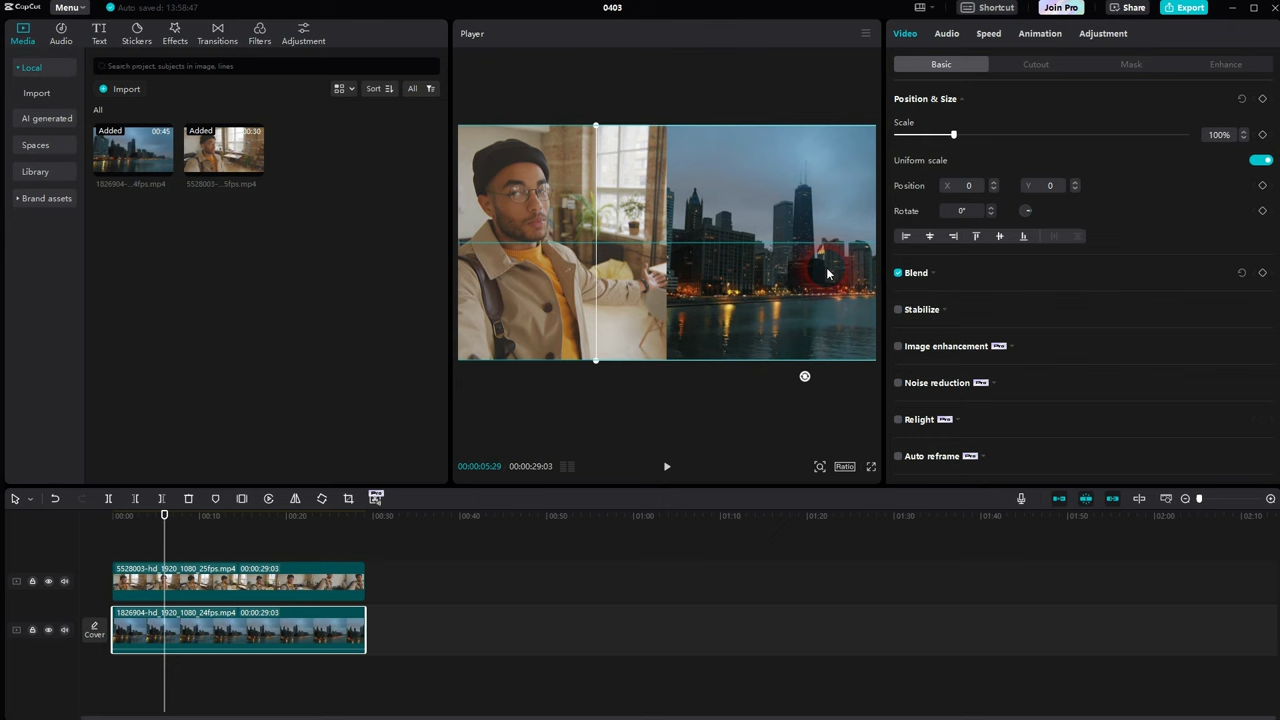 CapCut
Menu
Auto saved: 13:58:47
0403
Shortcut
Join Pro
Share
Export
Media
Audio
Text
Stickers
Effects
Transitions
Filters
Adjustment
Local
Import
AI generated
Spaces
Library
Brand assets
Search project, subjects in image, lines
Import
Sort
All
All
Added
00:45
1826904-...4fps.mp4
Added
00:30
5528003-...5fps.mp4
Player
00:00:05:29
00:00:29:03
Ratio
Video
Audio
Speed
Animation
Adjustment
Basic
Cutout
Mask
Enhance
Position & Size
Scale
100%
Uniform scale
Position
X 0
Y 0
Rotate
0°
Blend
Stabilize
Image enhancement Pro
Noise reduction Pro
Relight Pro
Auto reframe Pro
Pro
00:00
00:10
00:20
00:30
00:40
00:50
01:00
01:10
01:20
01:30
01:40
01:50
02:00
02:10
5528003-hd_1920_1080_25fps.mp4 00:00:29:03
Cover
1826904-hd_1920_1080_24fps.mp4 00:00:29:03